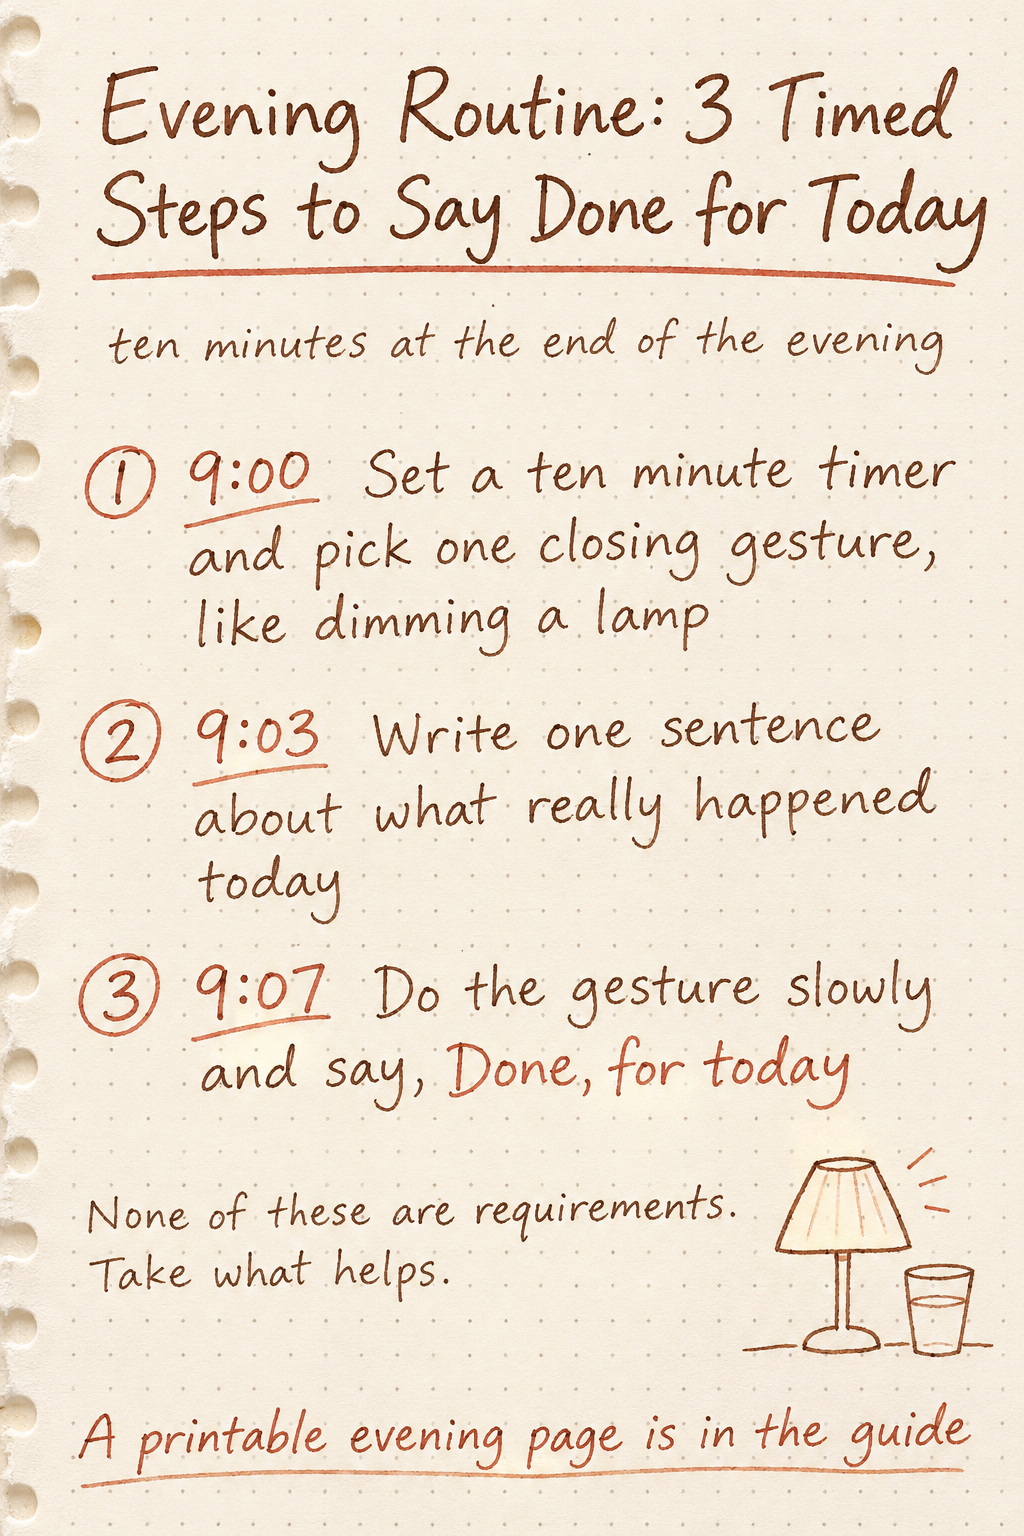 Evening Routine: 3 Timed
Steps to Say Done for Today
ten minutes at the end of the evening
1 9:00 Set a ten minute timer
and pick one closing gesture,
like dimming a lamp
2 9:03 Write one sentence
about what really happened
today
3 9:07 Do the gesture slowly
and say, Done, for today
None of these are requirements.
Take what helps.
A printable evening page is in the guide